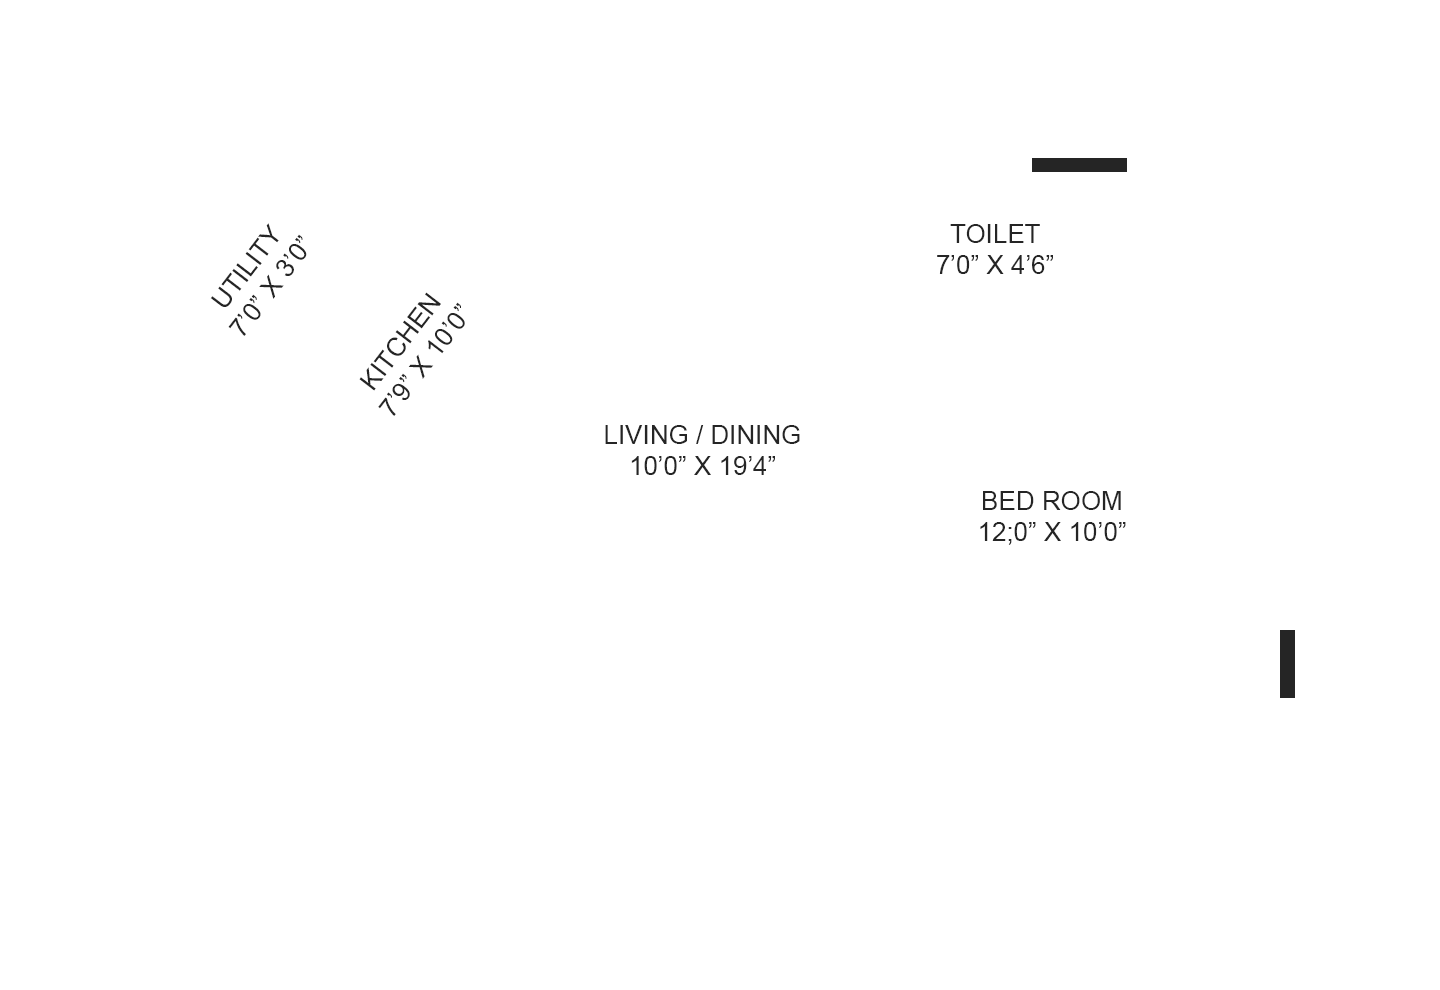 UTILITY
7’0” X 3’0”
KITCHEN
7’9” X 10’0”
TOILET
7’0” X 4’6”
LIVING / DINING
10’0” X 19’4”
BED ROOM
12;0” X 10’0”